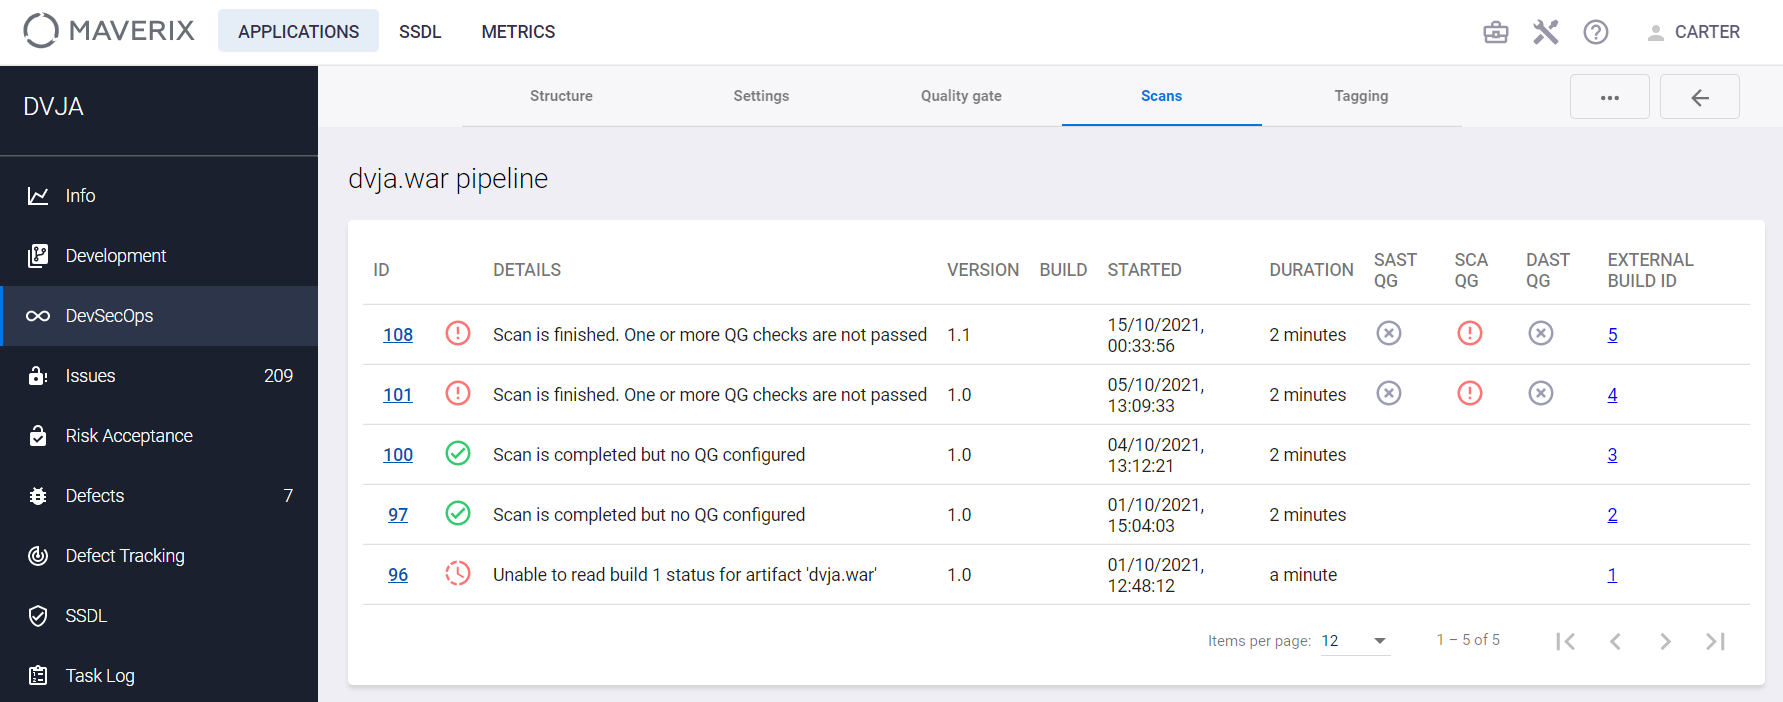 MAVERIX
APPLICATIONS
SSDL
METRICS
CARTER
DVJA
Structure
Settings
Quality gate
Scans
Tagging
Info
Development
DevSecOps
Issues 209
Risk Acceptance
Defects 7
Defect Tracking
SSDL
Task Log
dvja.war pipeline
ID DETAILS VERSION BUILD STARTED DURATION SAST QG SCA QG DAST QG EXTERNAL BUILD ID
108 Scan is finished. One or more QG checks are not passed 1.1 15/10/2021, 00:33:56 2 minutes 5
101 Scan is finished. One or more QG checks are not passed 1.0 05/10/2021, 13:09:33 2 minutes 4
100 Scan is completed but no QG configured 1.0 04/10/2021, 13:12:21 2 minutes 3
97 Scan is completed but no QG configured 1.0 01/10/2021, 15:04:03 2 minutes 2
96 Unable to read build 1 status for artifact 'dvja.war' 1.0 01/10/2021, 12:48:12 a minute 1
Items per page: 12 1 – 5 of 5